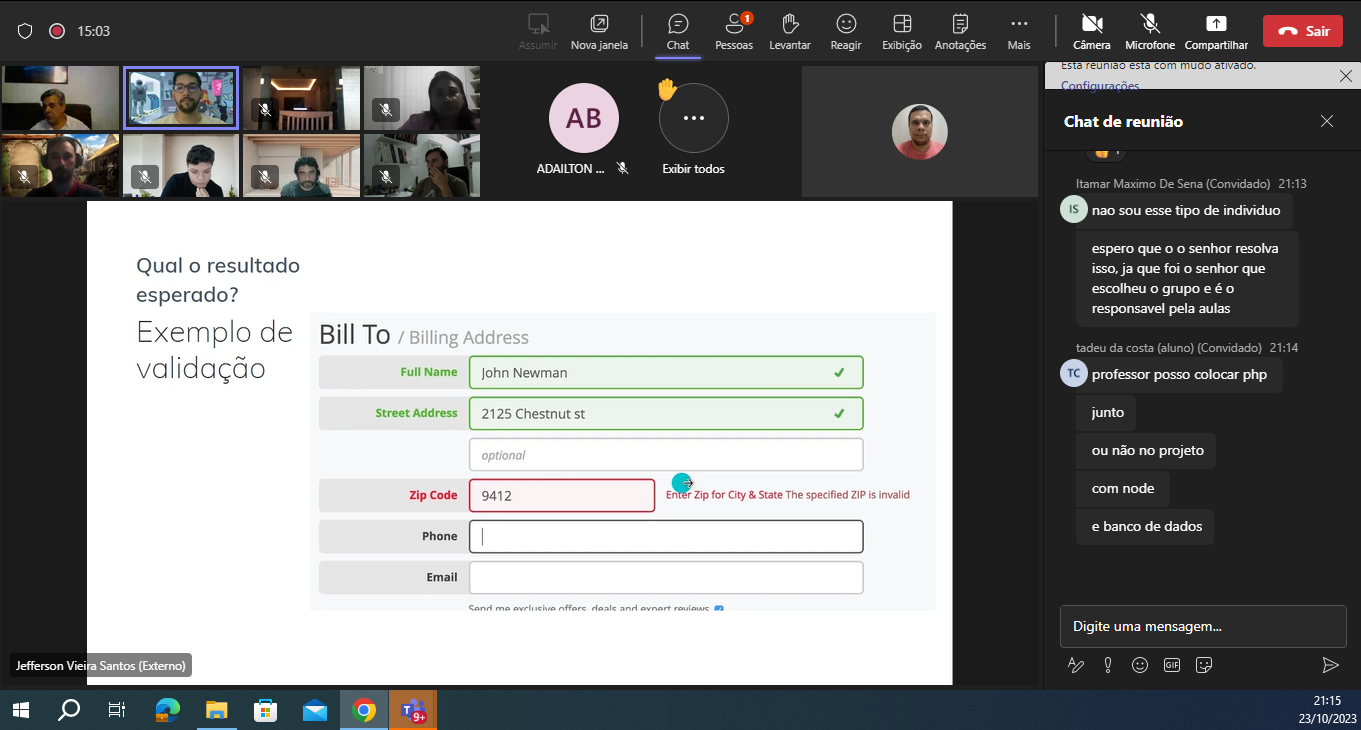 15:03
Assumir
Nova janela
Chat
1
Pessoas
Levantar
Reagir
Exibição
Anotações
Mais
Câmera
Microfone
Compartilhar
Sair
AB
ADAILTON ...
Exibir todos
Esta reunião está com mudo ativado.
Configurações
Chat de reunião
Itamar Maximo De Sena (Convidado) 21:13
IS
nao sou esse tipo de individuo
espero que o o senhor resolva
isso, ja que foi o senhor que
escolheu o grupo e é o
responsavel pela aulas
tadeu da costa (aluno) (Convidado) 21:14
TC
professor posso colocar php
junto
ou não no projeto
com node
e banco de dados
Digite uma mensagem...
GIF
Qual o resultado
esperado?
Exemplo de
validação
Bill To / Billing Address
Full Name John Newman
Street Address 2125 Chestnut st
optional
Zip Code 9412 Enter Zip for City & State The specified ZIP is invalid
Phone
Email
Send me exclusive offers, deals and expert reviews
Jefferson Vieira Santos (Externo)
T 9+
21:15
23/10/2023